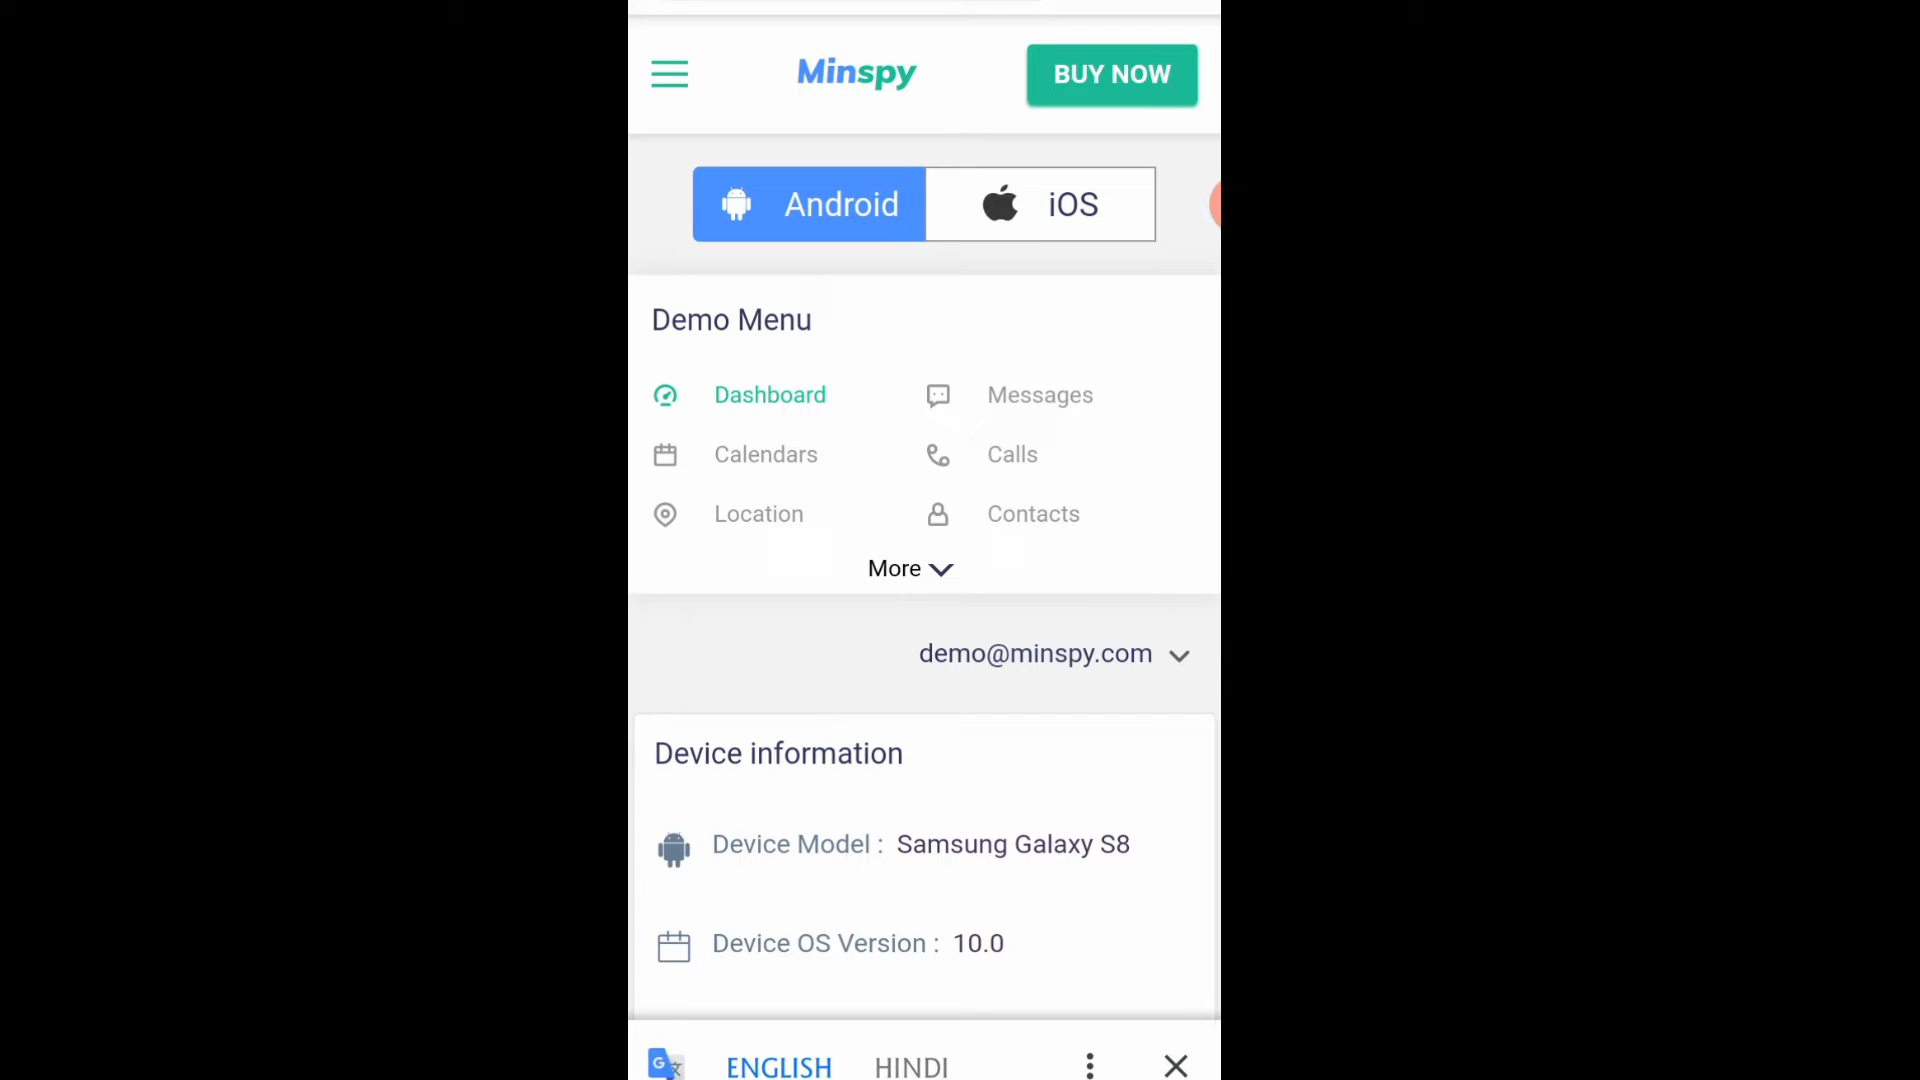 Minspy
BUY NOW
Android
iOS
Demo Menu
Dashboard
Messages
Calendars
Calls
Location
Contacts
More
demo@minspy.com
Device information
Device Model : Samsung Galaxy S8
Device OS Version : 10.0
G 文
ENGLISH
HINDI